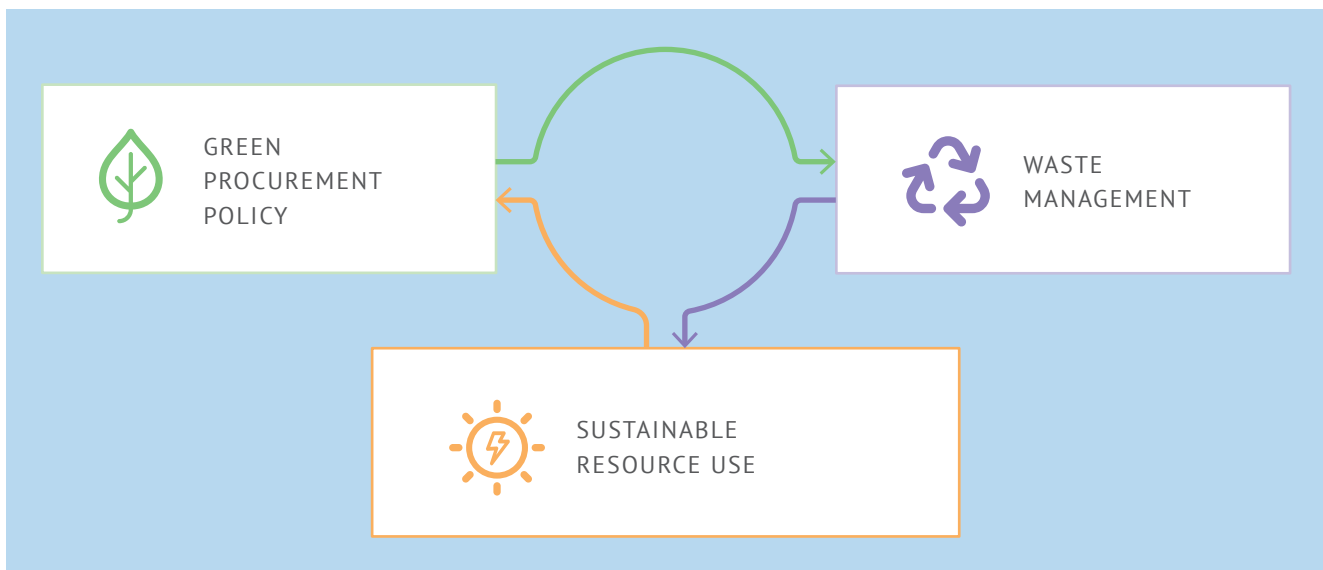 GREEN
PROCUREMENT
POLICY
WASTE
MANAGEMENT
SUSTAINABLE
RESOURCE USE